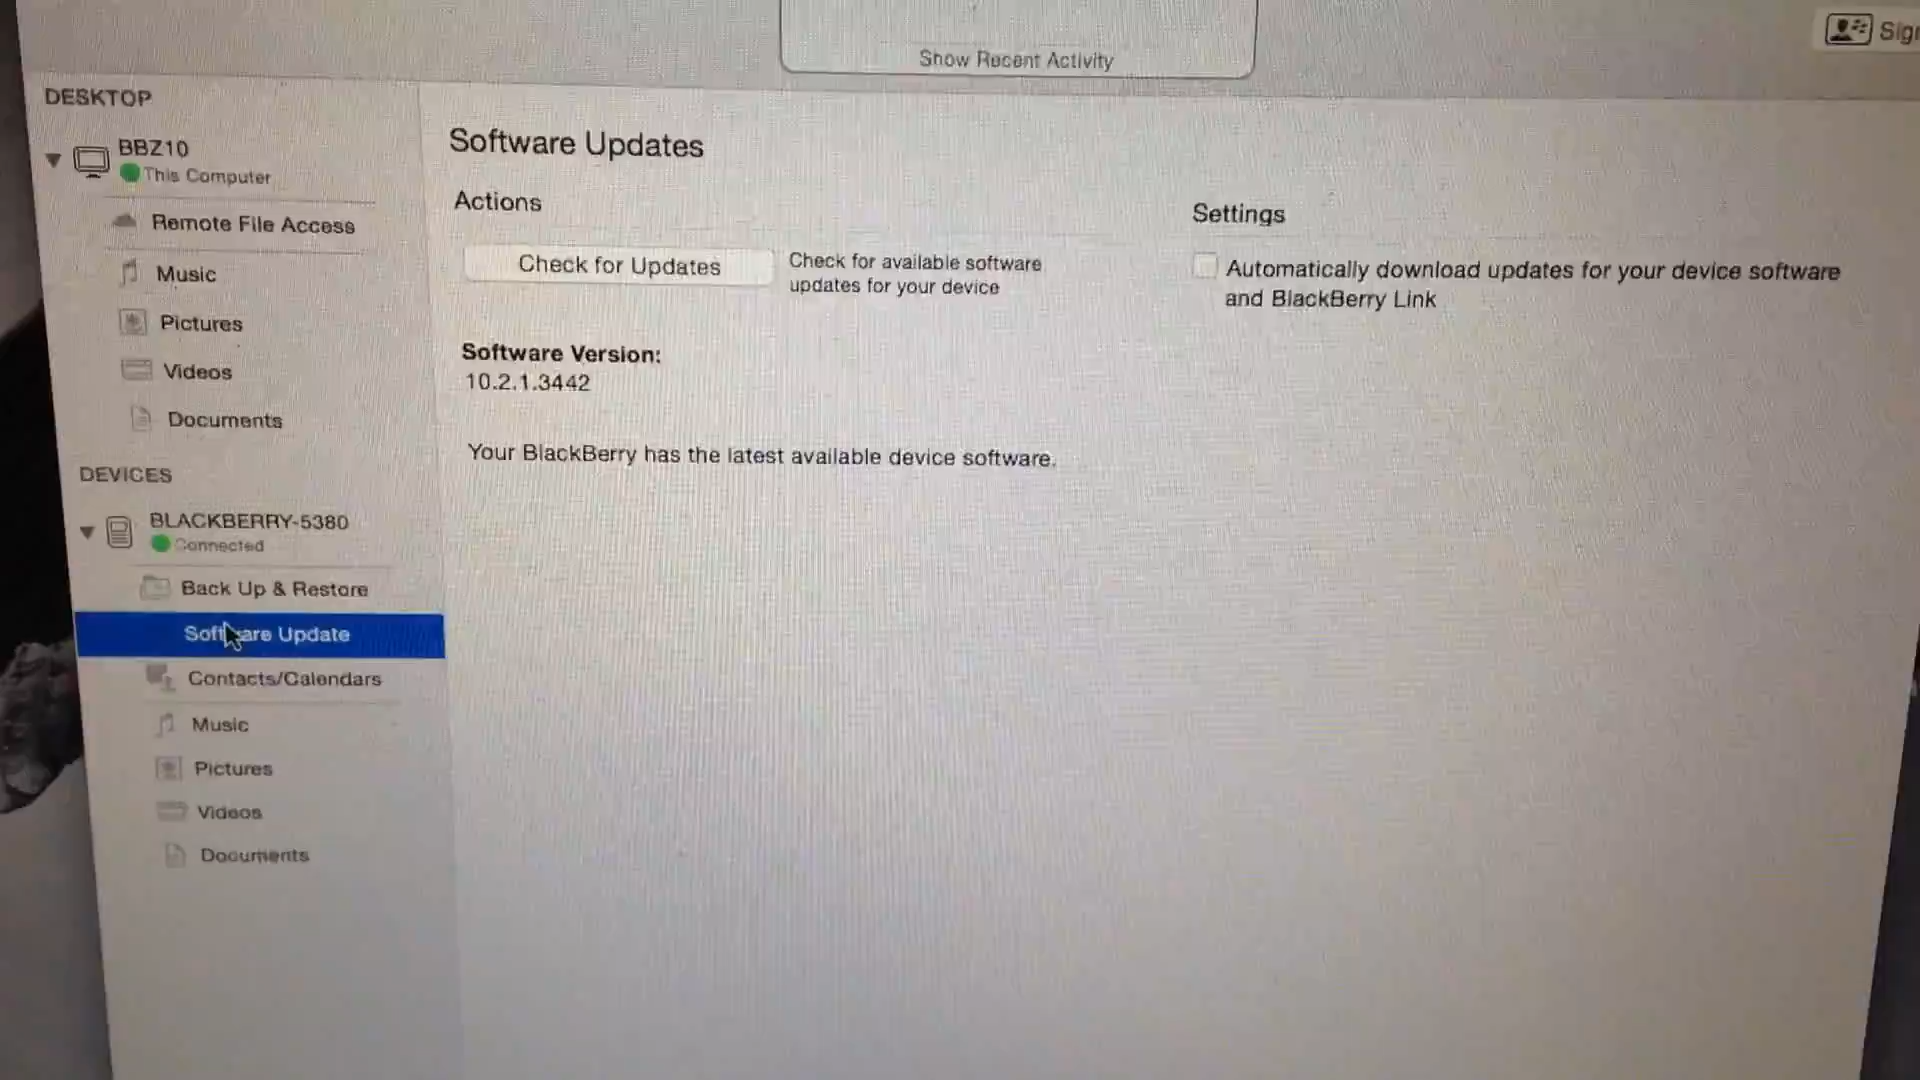 Show Recent Activity
DESKTOP
BBZ10
This Computer
Remote File Access
Music
Pictures
Videos
Documents
DEVICES
BLACKBERRY-5380
Connected
Back Up & Restore
Software Update
Contacts/Calendars
Music
Pictures
Videos
Documents
Software Updates
Actions
Check for Updates
Check for available software
updates for your device
Software Version:
10.2.1.3442
Your BlackBerry has the latest available device software.
Settings
Automatically download updates for your device software
and BlackBerry Link